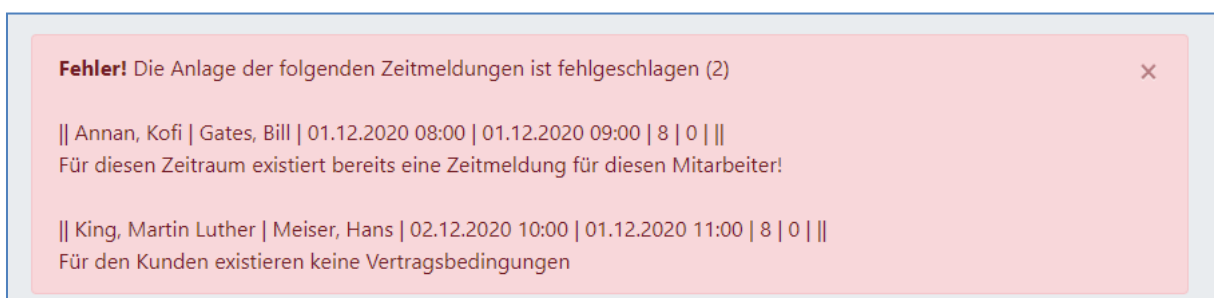 Fehler! Die Anlage der folgenden Zeitmeldungen ist fehlgeschlagen (2)
|| Annan, Kofi | Gates, Bill | 01.12.2020 08:00 | 01.12.2020 09:00 | 8 | 0 | ||
Für diesen Zeitraum existiert bereits eine Zeitmeldung für diesen Mitarbeiter!
|| King, Martin Luther | Meiser, Hans | 02.12.2020 10:00 | 01.12.2020 11:00 | 8 | 0 | ||
Für den Kunden existieren keine Vertragsbedingungen